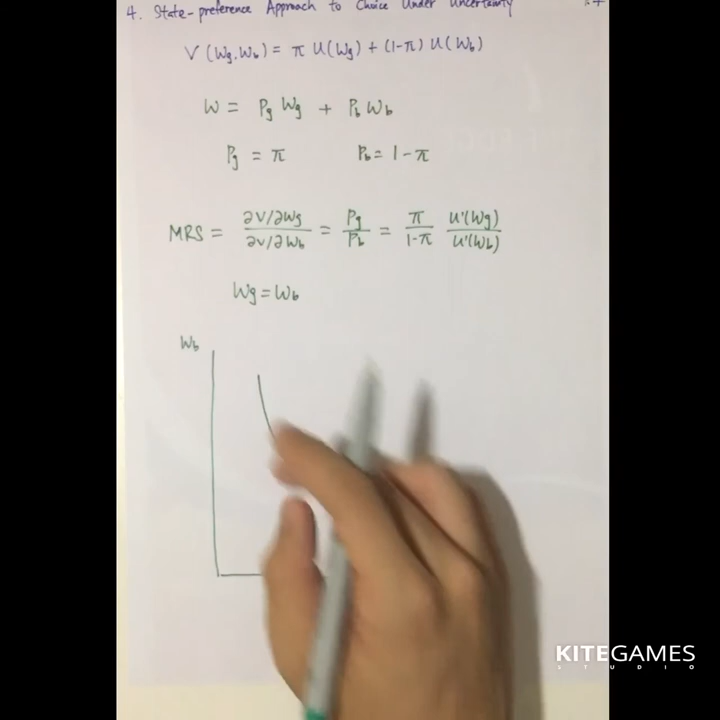 4. State-preference Approach to Choice Under Uncertainty
V (Wg, Wb) = π U(Wg) + (1-π) U(Wb)
W = Pg Wg + Pb Wb
Pg = π Pb = 1-π
MRS = ∂V/∂Wg / ∂V/∂Wb = Pg / Pb = π / 1-π U'(Wg) / U'(Wb)
Wg = Wb
Wb
KITEGAMES
STUDIO